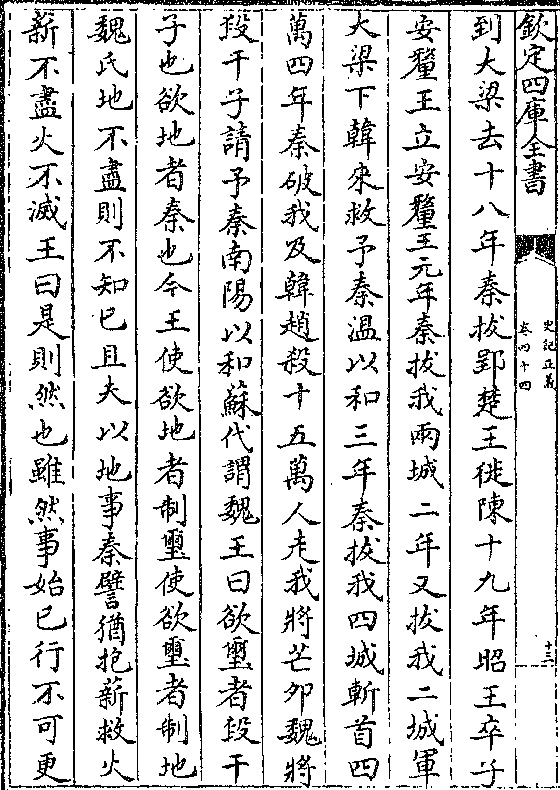 欽定四庫全書
史記正義
卷四十四
十三
到大梁去十八年秦拔郢楚王徙陳十九年昭王卒子
安釐王立安釐王元年秦拔我兩城二年又拔我二城軍
大梁下韓來救予秦溫以和三年秦拔我四城斬首四
萬四年秦破我及韓趙殺十五萬人走我將芒卯魏將
段干子請予秦南陽以和蘇代謂魏王曰欲璽者段干
子也欲地者秦也今王使欲地者制璽使欲璽者制地
魏氏地不盡則不知已且夫以地事秦譬猶抱薪救火
薪不盡火不滅王曰是則然也雖然事始已行不可更